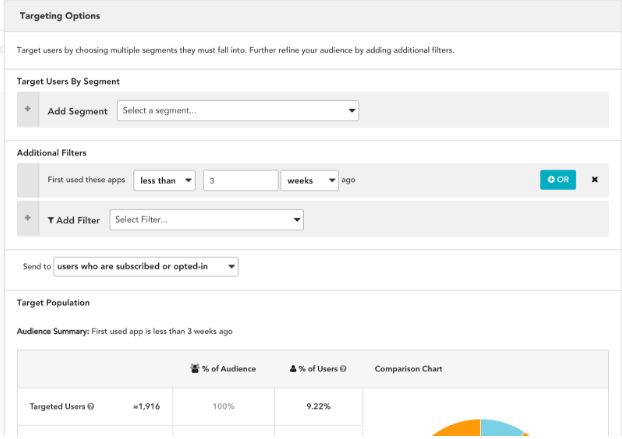 Targeting Options
Target users by choosing multiple segments they must fall into. Further refine your audience by adding additional filters.
Target Users By Segment
+ Add Segment Select a segment...
Additional Filters
First used these apps less than 3 weeks ago OR ×
+ Add Filter Select Filter...
Send to users who are subscribed or opted-in
Target Population
Audience Summary: First used app is less than 3 weeks ago
% of Audience % of Users Comparison Chart
Targeted Users ≈1,916 100% 9.22%